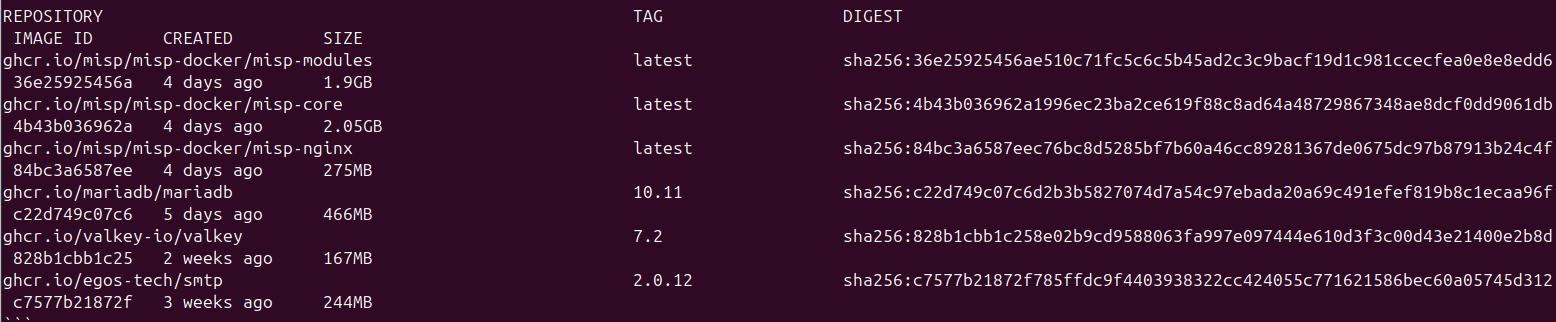 REPOSITORY TAG DIGEST
IMAGE ID CREATED SIZE
ghcr.io/misp/misp-docker/misp-modules latest sha256:36e25925456ae510c71fc5c6c5b45ad2c3c9bacf19d1c981ccecfea0e8e8edd6
36e25925456a 4 days ago 1.9GB
ghcr.io/misp/misp-docker/misp-core latest sha256:4b43b036962a1996ec23ba2ce619f88c8ad64a48729867348ae8dcf0dd9061db
4b43b036962a 4 days ago 2.05GB
ghcr.io/misp/misp-docker/misp-nginx latest sha256:84bc3a6587eec76bc8d5285bf7b60a46cc89281367de0675dc97b87913b24c4f
84bc3a6587ee 4 days ago 275MB
ghcr.io/mariadb/mariadb 10.11 sha256:c22d749c07c6d2b3b5827074d7a54c97ebada20a69c491efef819b8c1ecaa96f
c22d749c07c6 5 days ago 466MB
ghcr.io/valkey-io/valkey 7.2 sha256:828b1cbb1c258e02b9cd9588063fa997e097444e610d3f3c00d43e21400e2b8d
828b1cbb1c25 2 weeks ago 167MB
ghcr.io/egos-tech/smtp 2.0.12 sha256:c7577b21872f785ffdc9f4403938322cc424055c771621586bec60a05745d312
c7577b21872f 3 weeks ago 244MB
```